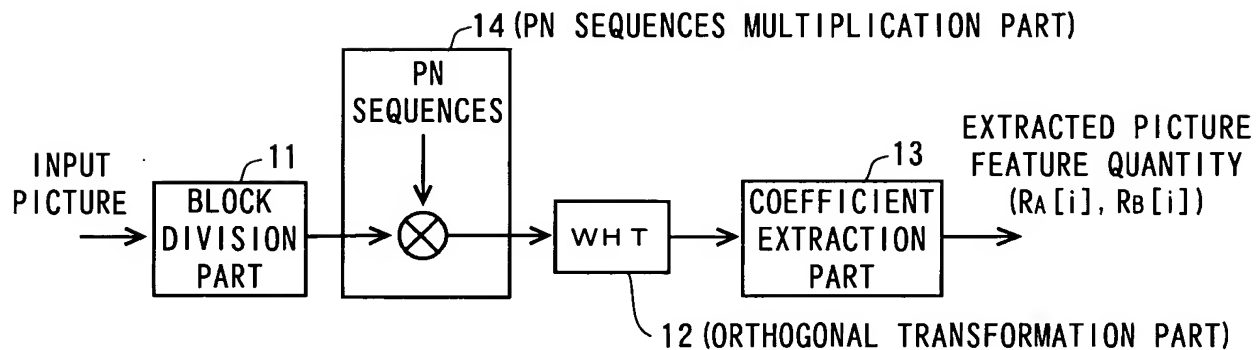 14 (PN SEQUENCES MULTIPLICATION PART)
PN
SEQUENCES
INPUT
PICTURE
11
BLOCK
DIVISION
PART
WHT
12 (ORTHOGONAL TRANSFORMATION PART)
13
COEFFICIENT
EXTRACTION
PART
EXTRACTED PICTURE
FEATURE QUANTITY
(RA[i], RB[i])